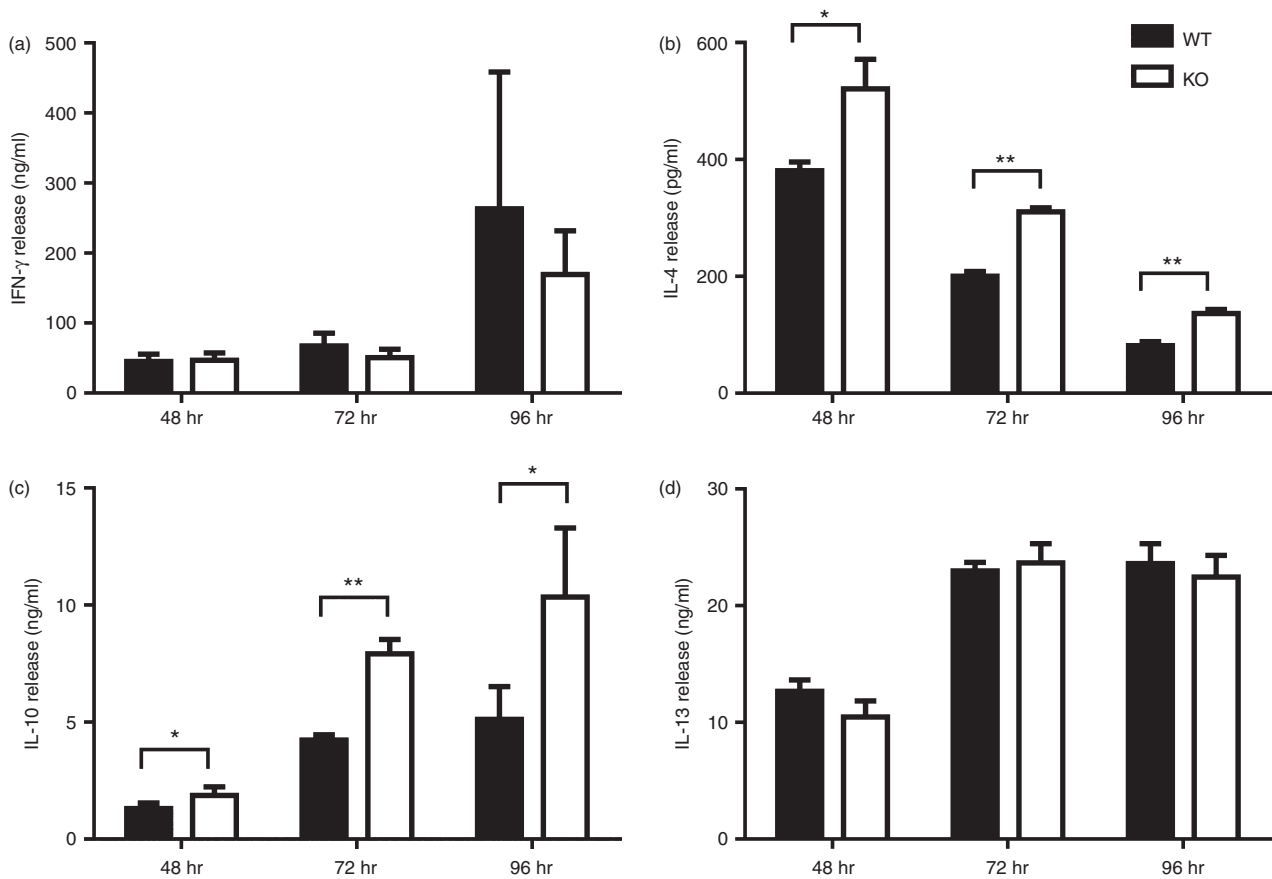 (a)
500
400
300
200
100
0
IFN-γ release (ng/ml)
48 hr 72 hr 96 hr
(b)
600
400
200
0
IL-4 release (pg/ml)
*
**
**
WT
KO
48 hr 72 hr 96 hr
(c)
15
10
5
0
IL-10 release (ng/ml)
*
**
*
48 hr 72 hr 96 hr
(d)
30
20
10
0
IL-13 release (ng/ml)
48 hr 72 hr 96 hr